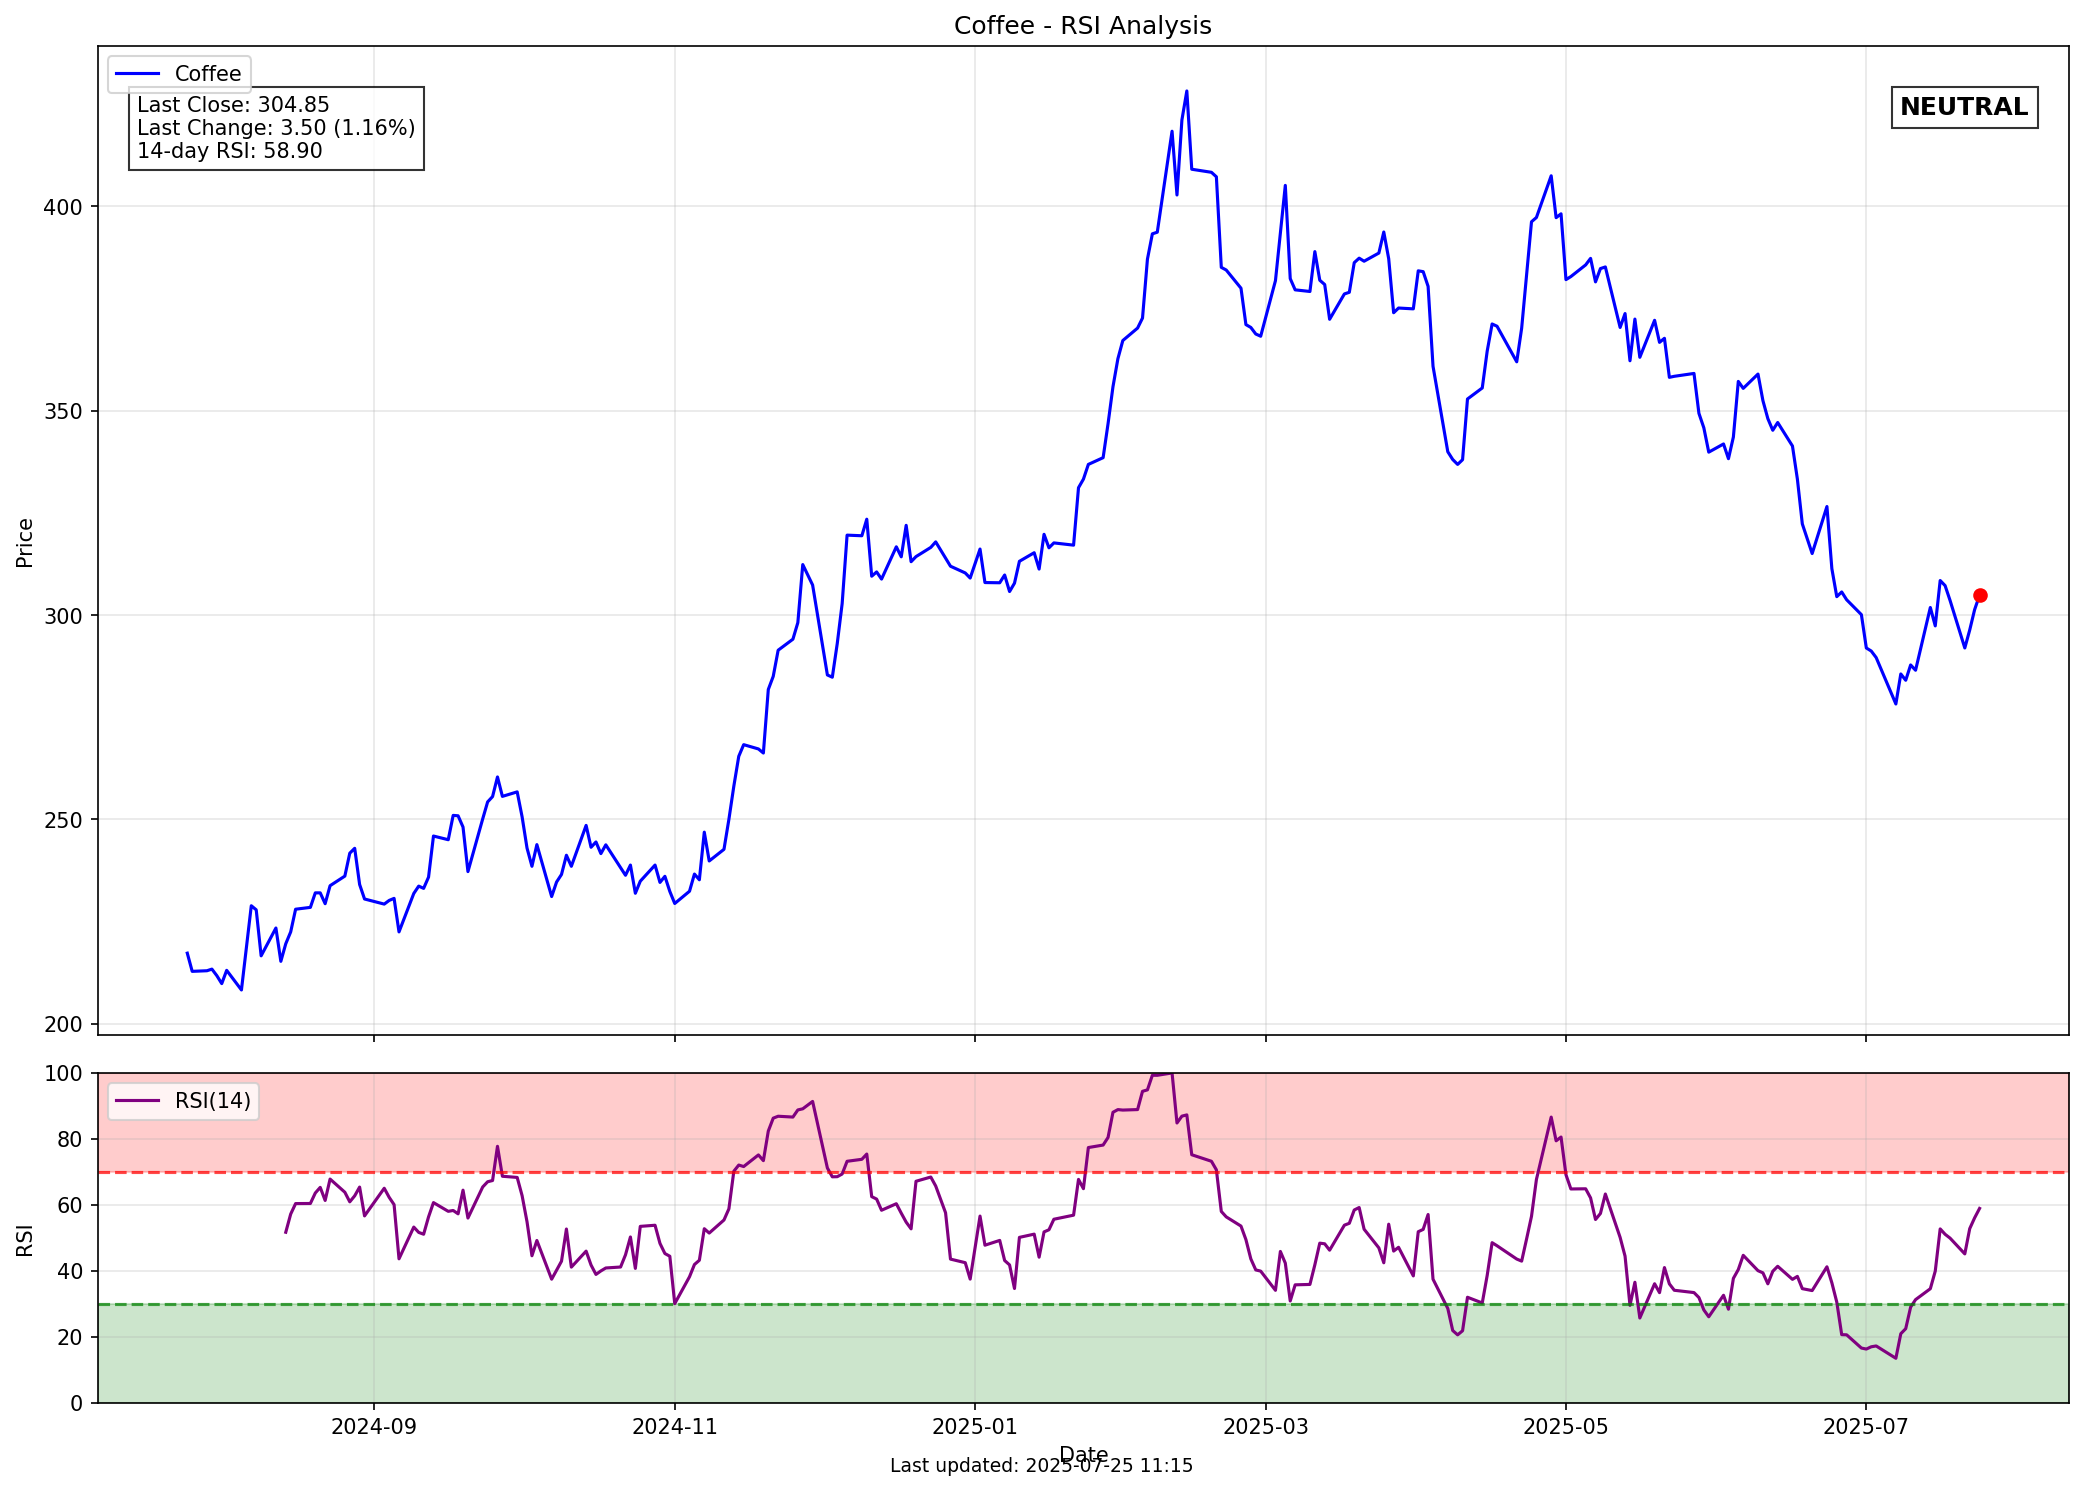 Coffee - RSI Analysis
Coffee
Last Close: 304.85
Last Change: 3.50 (1.16%)
14-day RSI: 58.90
NEUTRAL
400
350
300
250
200
Price
RSI(14)
100
80
60
40
20
0
RSI
2024-09
2024-11
2025-01
2025-03
2025-05
2025-07
Date
Last updated: 2025-07-25 11:15